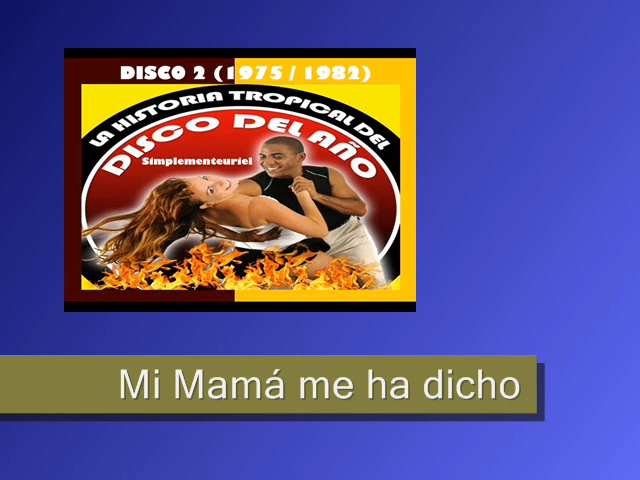 DISCO 2 (1975 / 1982)
LA HISTORIA TROPICAL DEL
DISCO DEL AÑO
Simplementeuriel
Mi Mamá me ha dicho